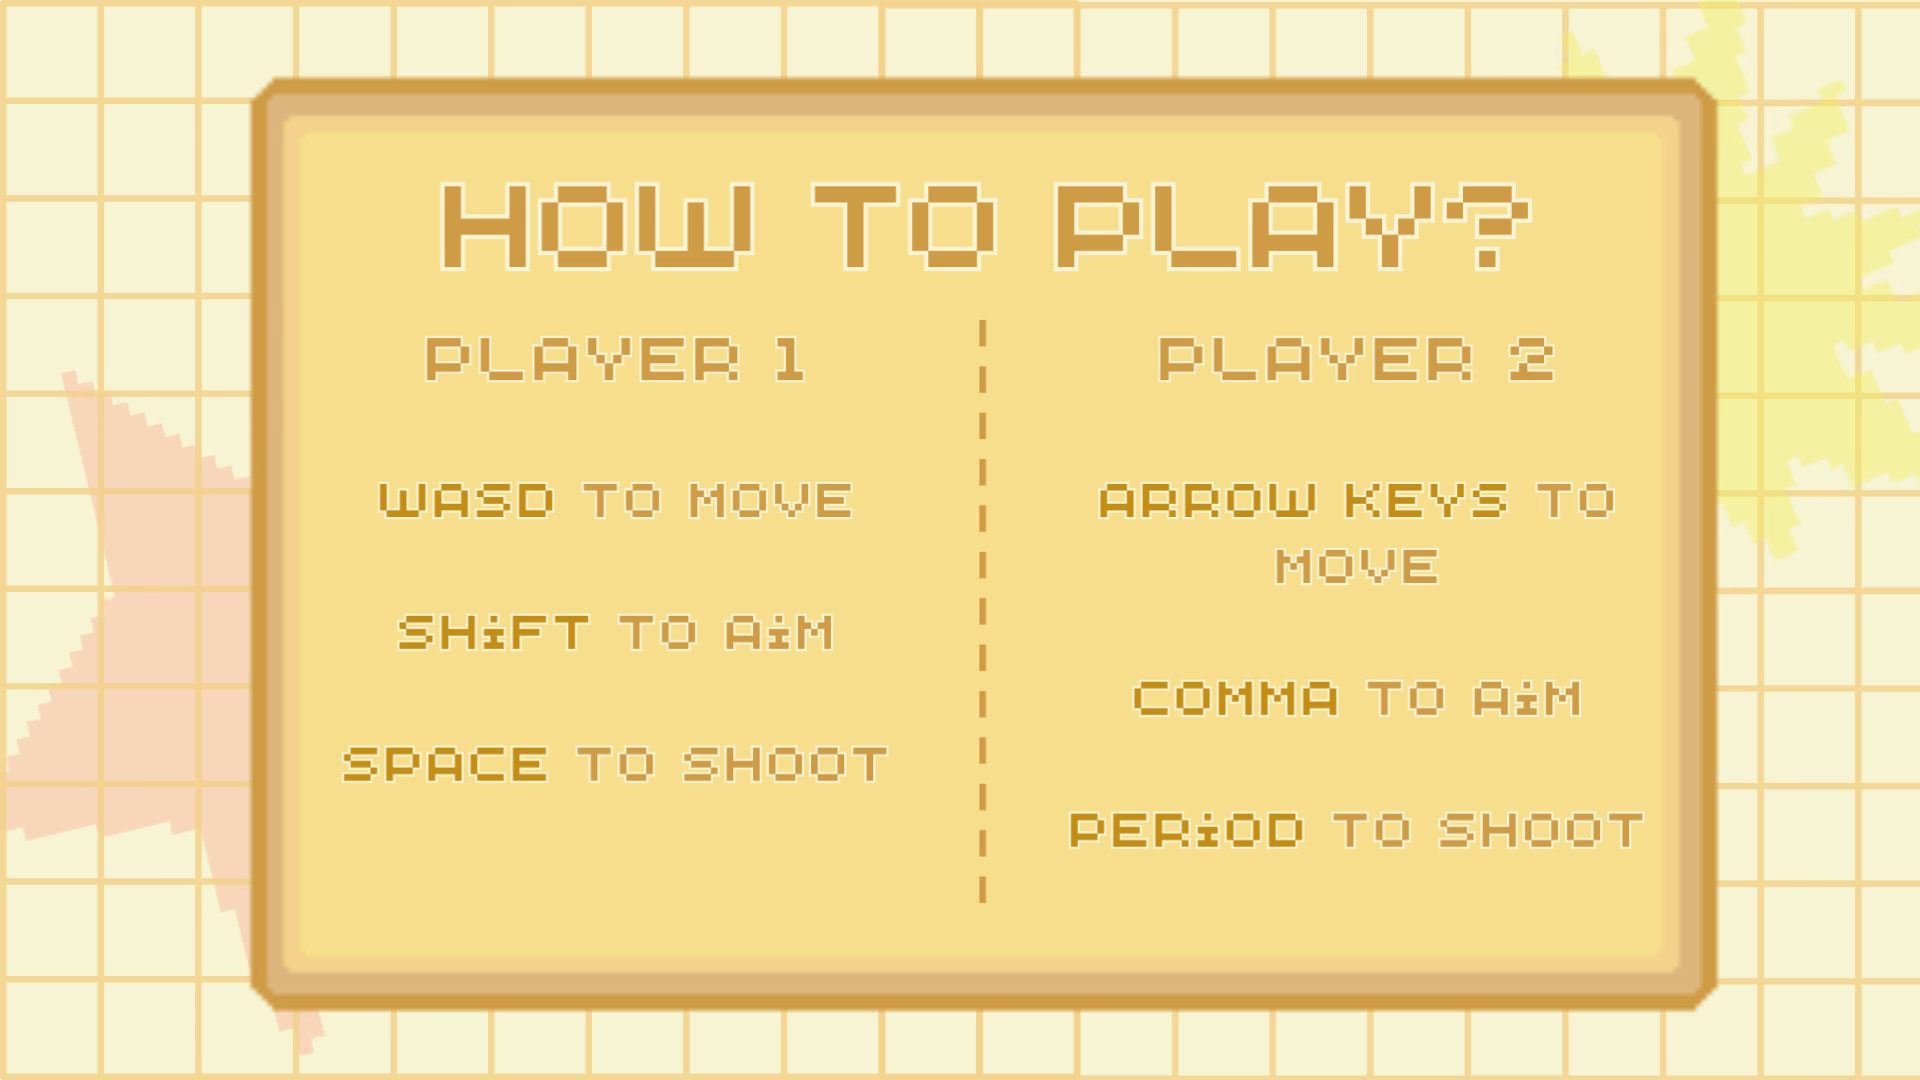 HOW TO PLAY?
PLAYER 1
WASD TO MOVE
SHiFT TO AiM
SPACE TO SHOOT
PLAYER 2
ARROW KEYS TO
MOVE
COMMA TO AiM
PERiOD TO SHOOT